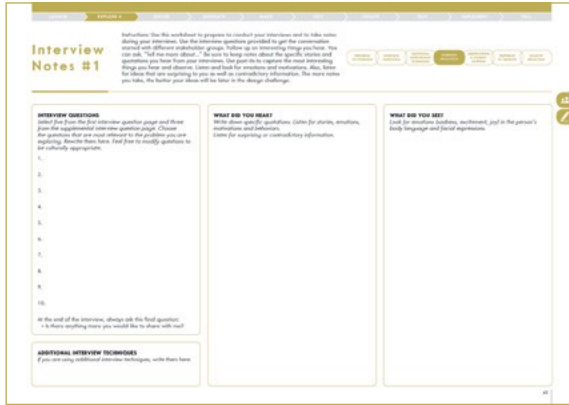 EXPLORE &
Interview
Notes #1
Instructions: Use this worksheet to prepare to conduct your interviews and to take notes
during your interviews. Use the interview questions provided to get the conversation
started with different stakeholder groups. Follow up on interesting things you hear. You
can ask, "Tell me more about..." Be sure to keep notes about the specific stories and
quotations you hear from your interviews. Use post-its to capture the most interesting
things you hear and observe. Listen and look for emotions and motivations. Also, listen
for ideas that are surprising to you as well as contradictory information. The more notes
you take, the better your ideas will be later in the design challenge.
INTERVIEW QUESTIONS
Select five from the first interview question page and three
from the supplemental interview question page. Choose
the questions that are most relevant to the problem you are
exploring. Rewrite them here. Feel free to modify questions to
be culturally appropriate.
1.
2.
3.
4.
5.
6.
7.
8.
9.
10.
At the end of the interview, always ask this final question:
• Is there anything more you would like to share with me?
ADDITIONAL INTERVIEW TECHNIQUES
If you are using additional interview techniques, write them here
WHAT DID YOU HEAR?
Write down specific quotations. Listen for stories, emotions,
motivations and behaviors.
Listen for surprising or contradictory information.
WHAT DID YOU SEE?
Look for emotions (sadness, excitement, joy) in the person's
body language and facial expressions.